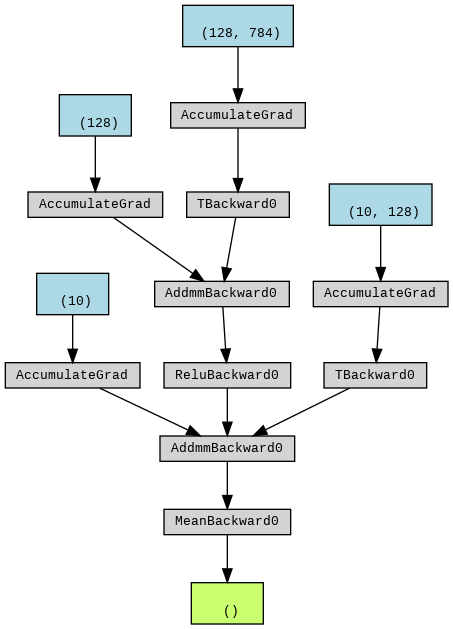 (128, 784)
AccumulateGrad
(128)
AccumulateGrad
TBackward0
(10, 128)
AddmmBackward0
AccumulateGrad
(10)
AccumulateGrad
ReluBackward0
TBackward0
AddmmBackward0
MeanBackward0
()